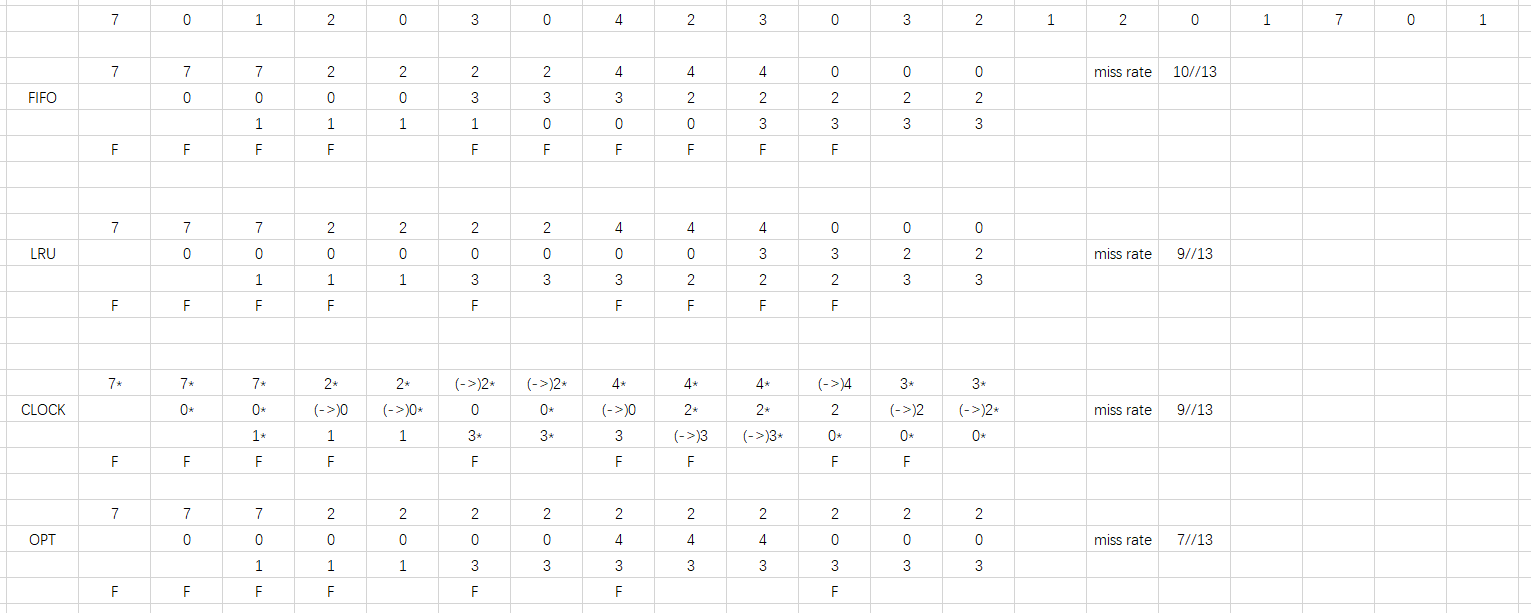 7 0 1 2 0 3 0 4 2 3 0 3 2 1 2 0 1 7 0 1
7 7 7 2 2 2 2 4 4 4 0 0 0 miss rate 10//13
FIFO 0 0 0 0 3 3 3 2 2 2 2 2
1 1 1 1 0 0 0 3 3 3 3
F F F F F F F F F F
7 7 7 2 2 2 2 4 4 4 0 0 0
LRU 0 0 0 0 0 0 0 0 3 3 2 2 miss rate 9//13
1 1 1 3 3 3 2 2 2 3 3
F F F F F F F F F
7* 7* 7* 2* 2* (->)2* (->)2* 4* 4* 4* (->)4 3* 3*
CLOCK 0* 0* (->)0 (->)0* 0 0* (->)0 2* 2* 2 (->)2 (->)2* miss rate 9//13
1* 1 1 3* 3* 3 (->)3 (->)3* 0* 0* 0*
F F F F F F F F F
7 7 7 2 2 2 2 2 2 2 2 2 2
OPT 0 0 0 0 0 0 4 4 4 0 0 0 miss rate 7//13
1 1 1 3 3 3 3 3 3 3 3
F F F F F F F